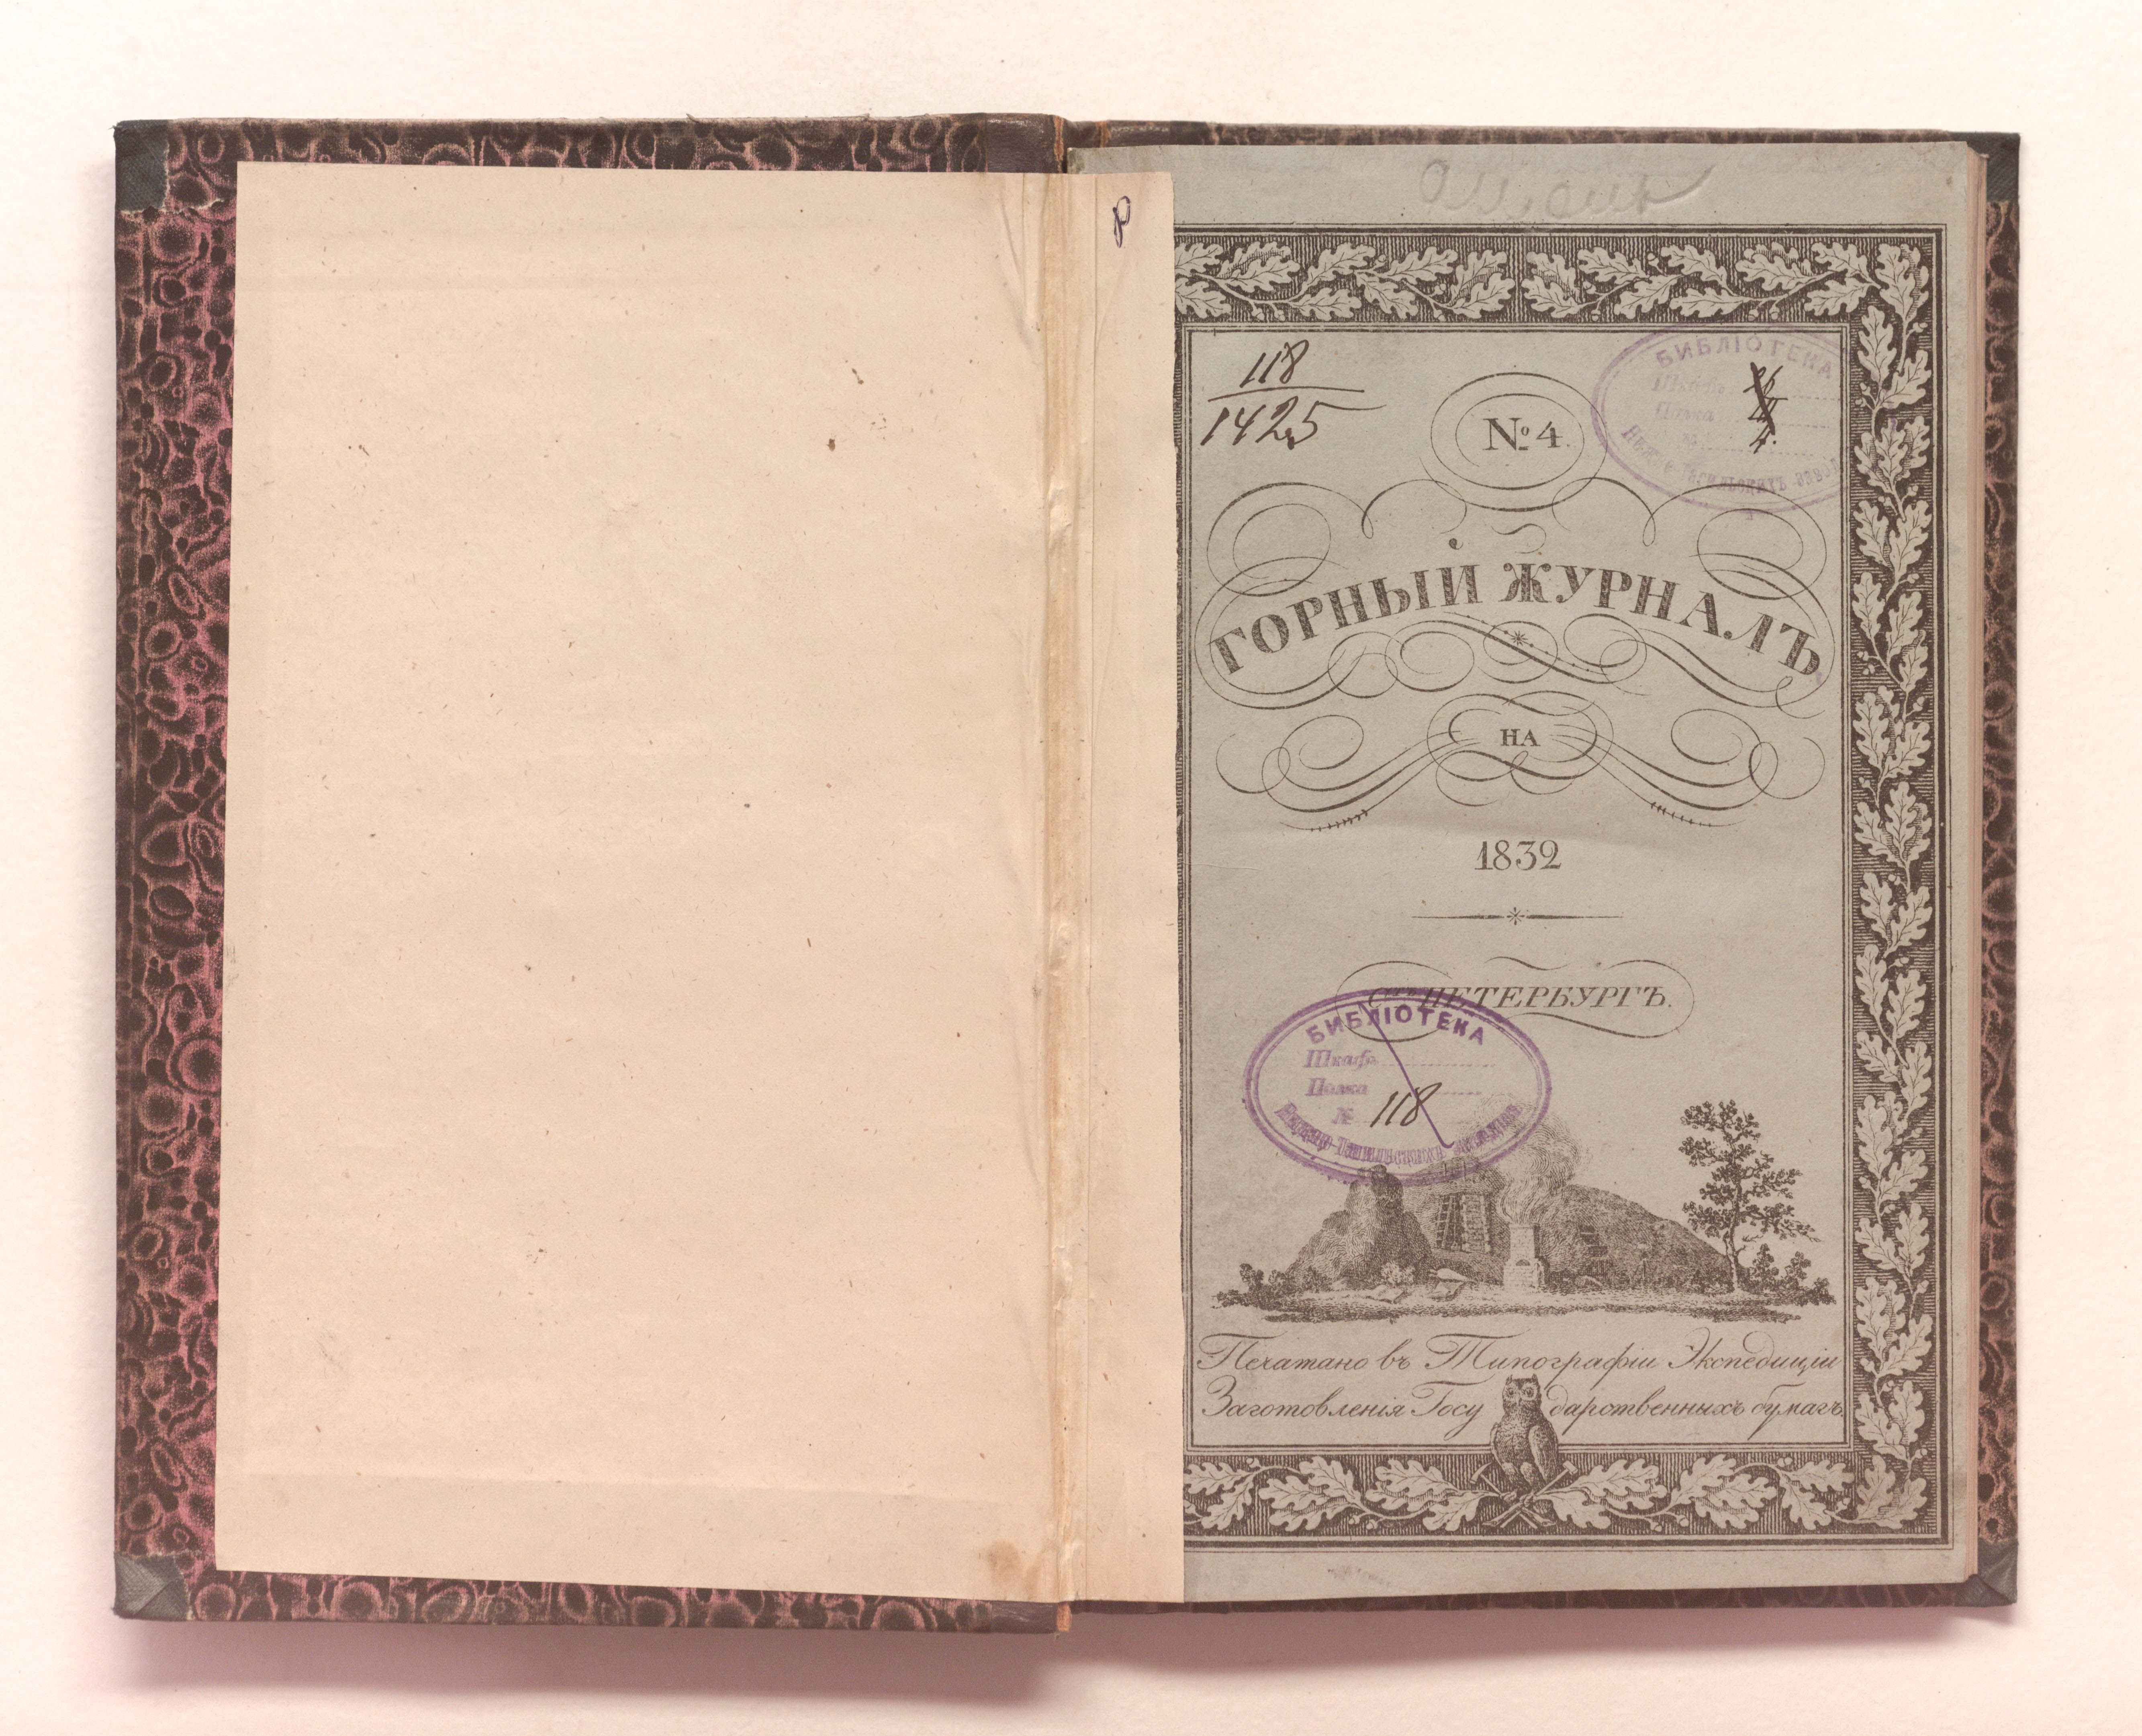 118
1425
№ 4.
БИБЛІОТЕКА
ГОРНЫЙ ЖУРНАЛЪ
НА
1832
ПЕТЕРБУРГЪ.
БИБЛІОТЕКА
Шкафъ
Полка
№ 118
Печатано въ Типографіи Экспедиціи
Заготовленія Государственныхъ бумагъ